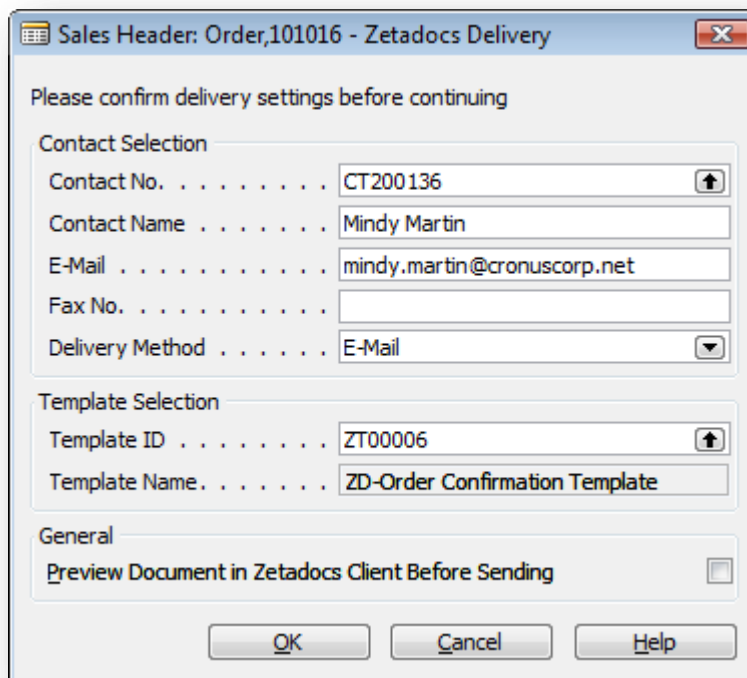 Sales Header: Order,101016 - Zetadocs Delivery
Please confirm delivery settings before continuing
Contact Selection
Contact No. . . . . . . . . CT200136
Contact Name . . . . . . . Mindy Martin
E-Mail . . . . . . . . . . . mindy.martin@cronuscorp.net
Fax No. . . . . . . . . . .
Delivery Method . . . . . . E-Mail
Template Selection
Template ID . . . . . . . . ZT00006
Template Name. . . . . . . ZD-Order Confirmation Template
General
Preview Document in Zetadocs Client Before Sending
OK Cancel Help